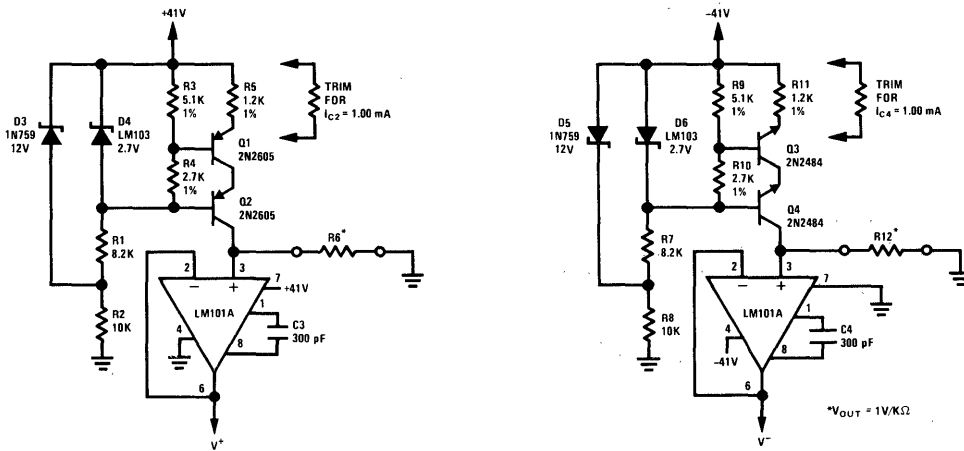 +41V
R3
5.1K
1%
R5
1.2K
1%
TRIM
FOR
iC2 = 1.00 mA
D3
1N759
12V
D4
LM103
2.7V
Q1
2N2605
R4
2.7K
1%
Q2
2N2605
R1
8.2K
R6*
2
3
7
+41V
−
+
LM101A
1
C3
300 pF
R2
10K
4
8
6
V+
−41V
R9
5.1K
1%
R11
1.2K
1%
TRIM
FOR
iC4 = 1.00 mA
D5
1N759
12V
D6
LM103
2.7V
Q3
2N2484
R10
2.7K
1%
Q4
2N2484
R7
8.2K
R12*
2
3
7
−
+
LM101A
1
C4
300 pF
R8
10K
4
−41V
8
6
V−
*VOUT = 1V/KΩ